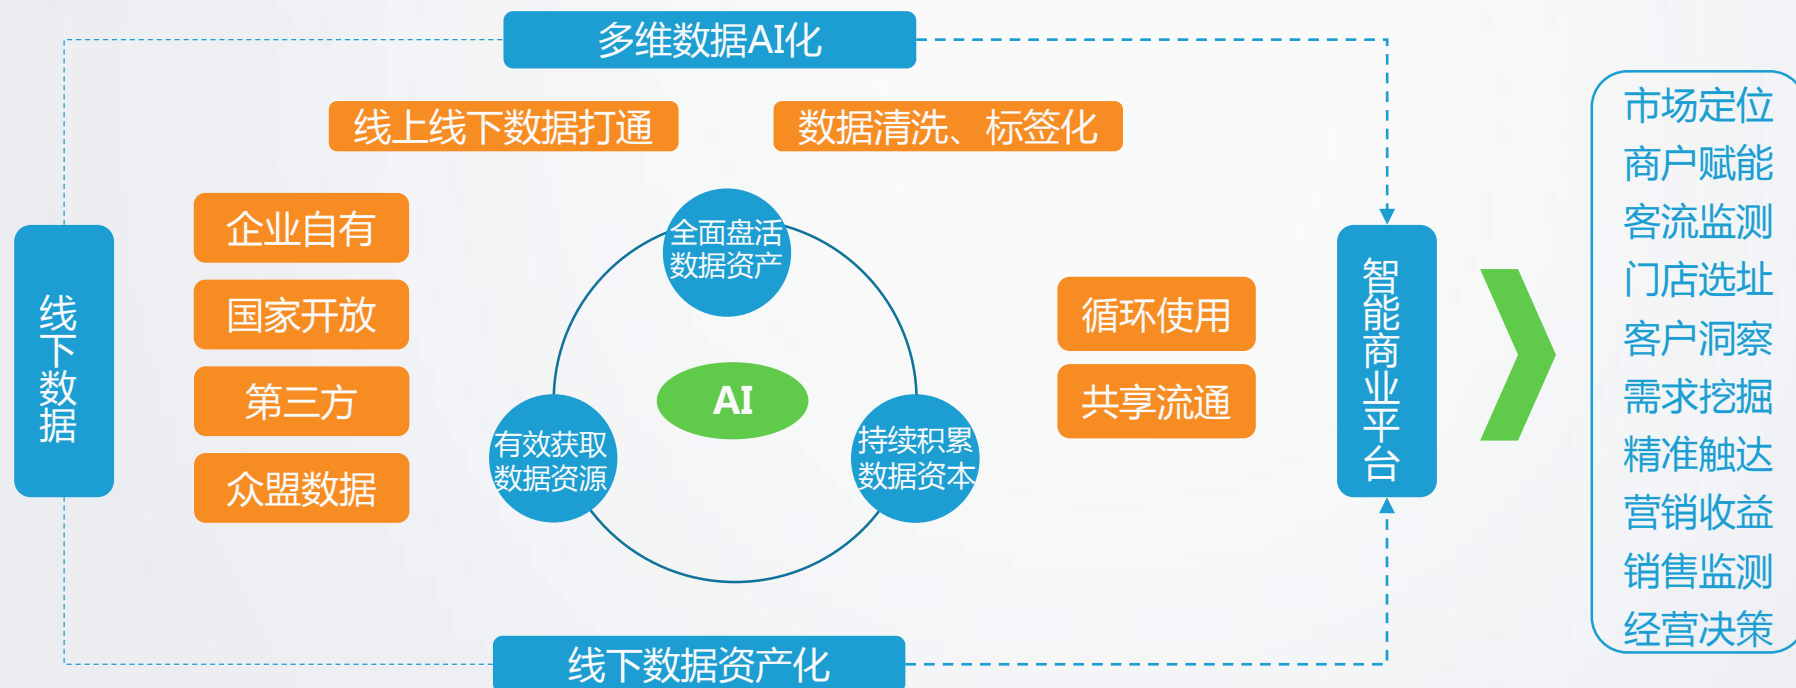 多维数据AI化
线上线下数据打通
数据清洗、标签化
线下数据
企业自有
国家开放
第三方
众盟数据
全面盘活
数据资产
AI
有效获取
数据资源
持续积累
数据资本
循环使用
共享流通
智能商业平台
线下数据资产化
市场定位
商户赋能
客流监测
门店选址
客户洞察
需求挖掘
精准触达
营销收益
销售监测
经营决策